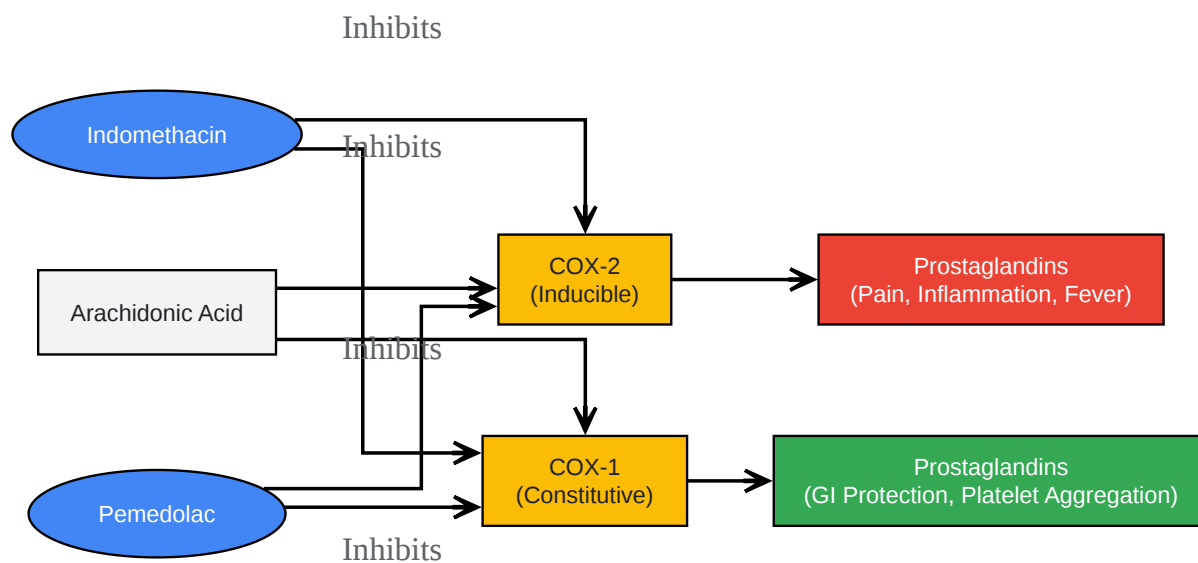 Inhibits
Indomethacin
Inhibits
COX-2
(Inducible)
Prostaglandins
(Pain, Inflammation, Fever)
Arachidonic Acid
Inhibits
COX-1
(Constitutive)
Prostaglandins
(GI Protection, Platelet Aggregation)
Pemedolac
Inhibits